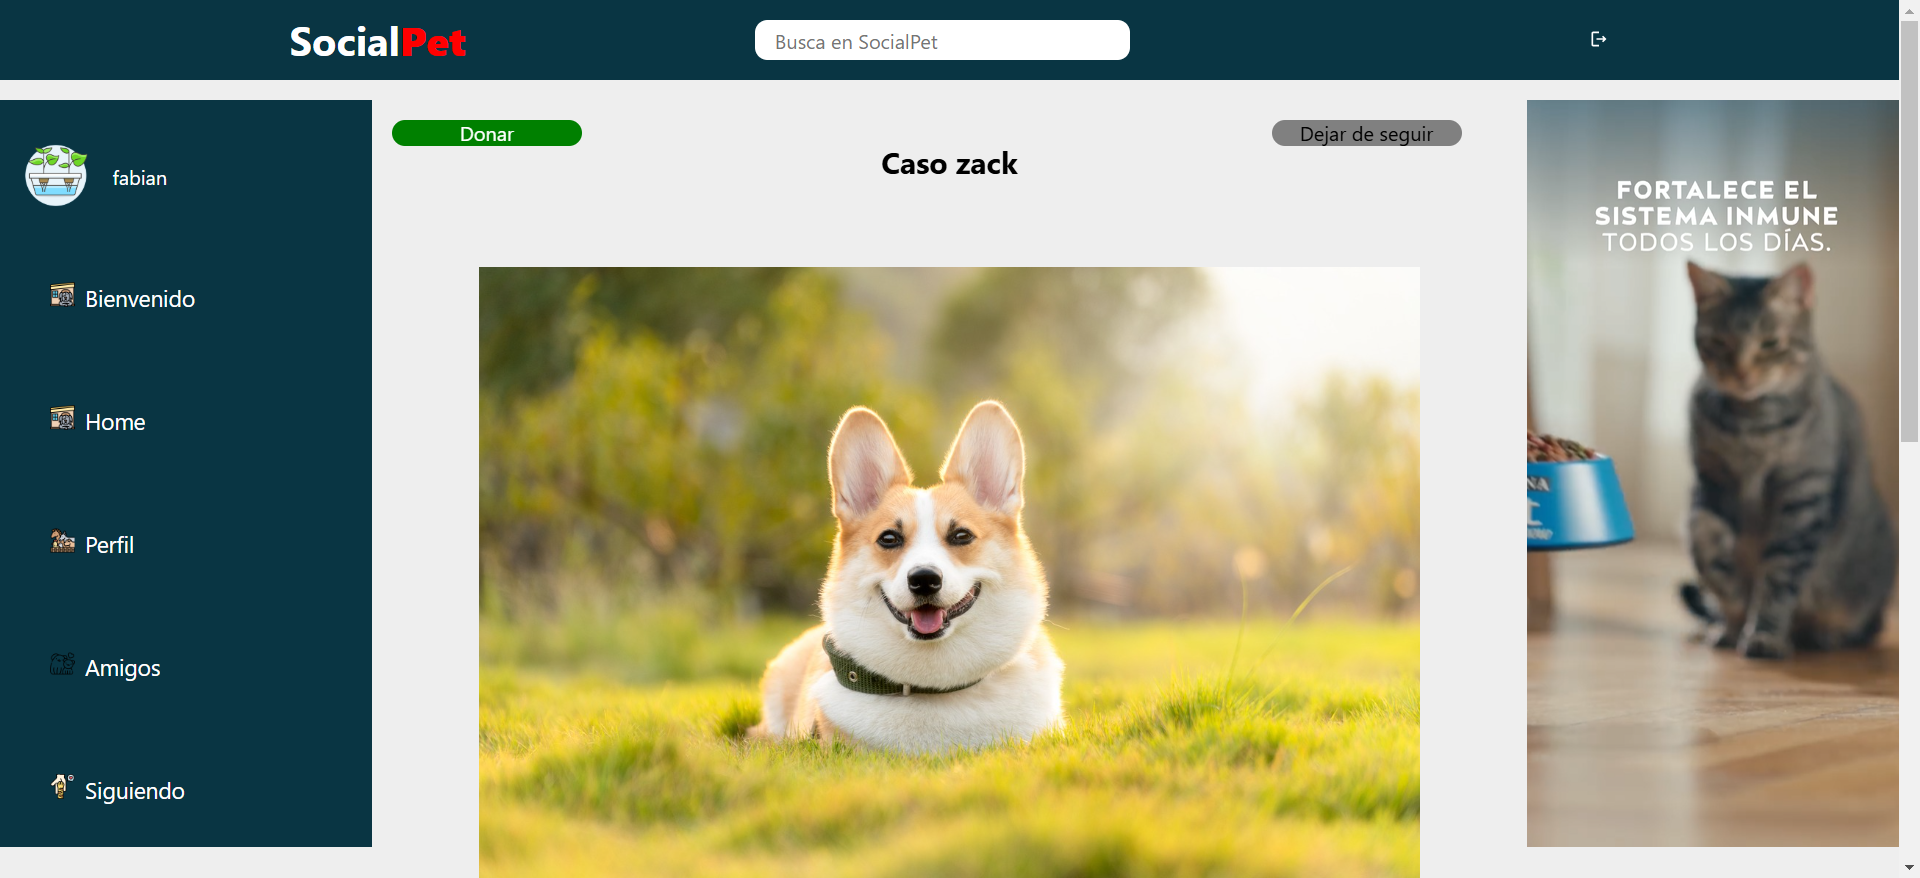 SocialPet
Busca en SocialPet
fabian
Bienvenido
Home
Perfil
Amigos
Siguiendo
Donar
Dejar de seguir
Caso zack
FORTALECE EL
SISTEMA INMUNE
TODOS LOS DÍAS.